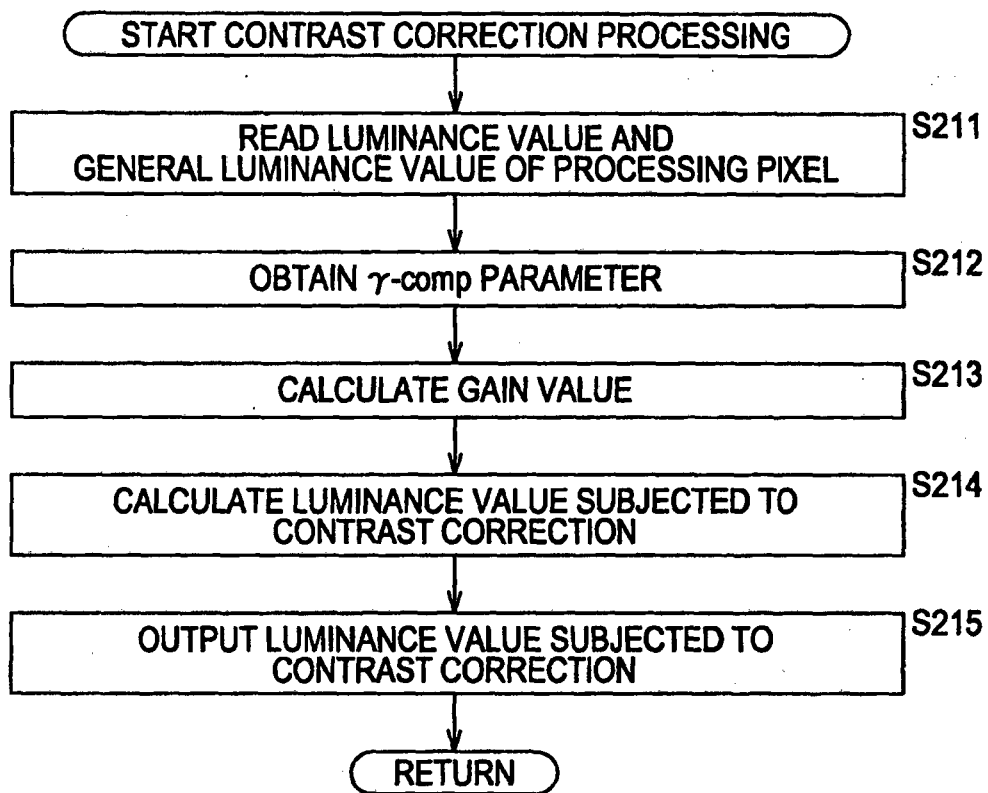 START CONTRAST CORRECTION PROCESSING
S211
READ LUMINANCE VALUE AND
GENERAL LUMINANCE VALUE OF PROCESSING PIXEL
S212
OBTAIN γ-comp PARAMETER
S213
CALCULATE GAIN VALUE
S214
CALCULATE LUMINANCE VALUE SUBJECTED TO
CONTRAST CORRECTION
S215
OUTPUT LUMINANCE VALUE SUBJECTED TO
CONTRAST CORRECTION
RETURN